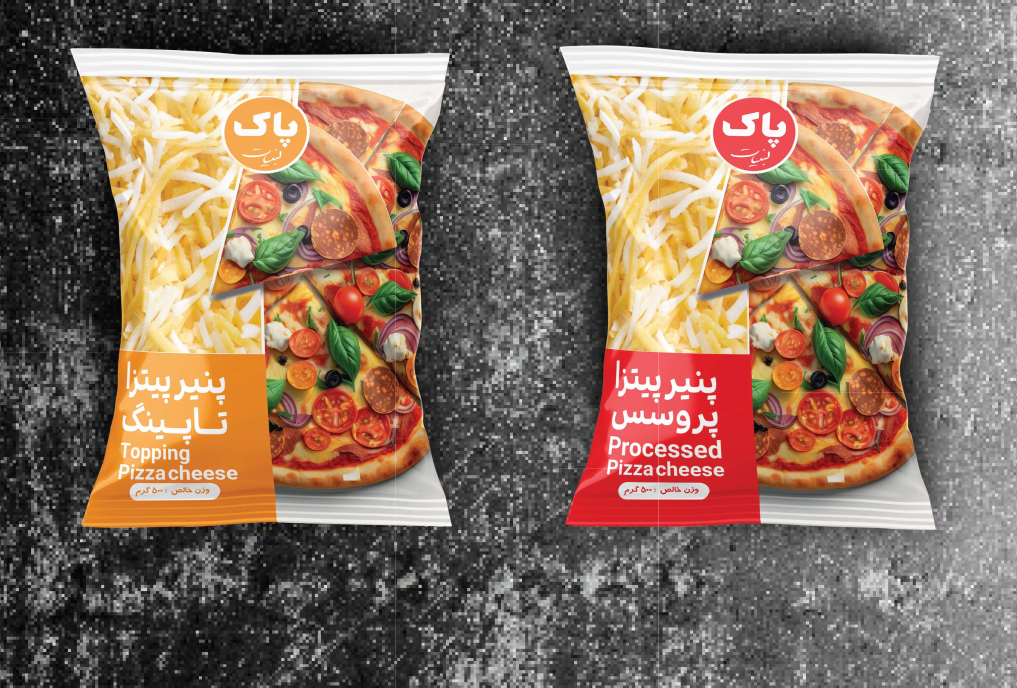 پاک
لبنیات
پنیر پیتزا
تاپینگ
Topping
Pizza cheese
وزن خالص : ۵۰۰ گرم
پاک
لبنیات
پنیر پیتزا
پروسس
Processed
Pizza cheese
وزن خالص : ۵۰۰ گرم